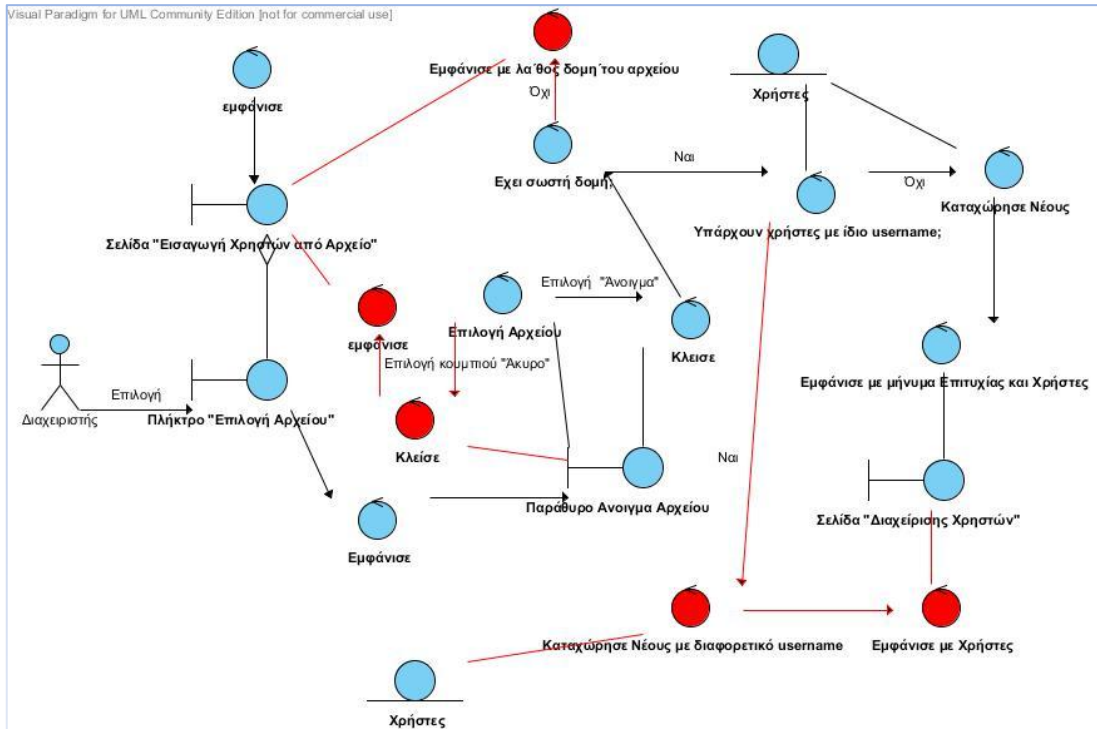 Visual Paradigm for UML Community Edition [not for commercial use]
Εμφάνισε με λα΄θος δομη΄του αρχείου
εμφάνισε
Χρήστες
Όχι
Εχει σωστή δομή;
Ναι
Όχι
Καταχώρησε Νέους
Υπάρχουν χρήστες με ίδιο username;
Σελίδα "Εισαγωγή Χρηστών από Αρχείο"
Επιλογή "Άνοιγμα"
Επιλογή Αρχείου
εμφάνισε
Κλεισε
Επιλογή κουμπιού "Άκυρο"
Εμφάνισε με μήνυμα Επιτυχίας και Χρήστες
Επιλογή
Διαχειριστής
Πλήκτρο "Επιλογή Αρχείου"
Κλείσε
Ναι
Παράθυρο Ανοιγμα Αρχείου
Σελίδα "Διαχείρισης Χρηστών"
Εμφάνισε
Καταχώρησε Νέους με διαφορετικό username
Εμφάνισε με Χρήστες
Χρήστες